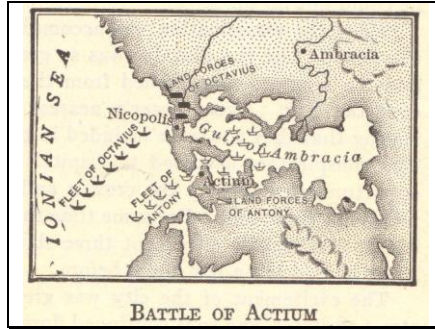 IONIAN SEA
Ambracia
LAND FORCES
OF OCTAVIUS
Nicopolis
Gulf of Ambracia
FLEET OF OCTAVIUS
FLEET OF
ANTONY
Actium
LAND FORCES
OF ANTONY
BATTLE OF ACTIUM